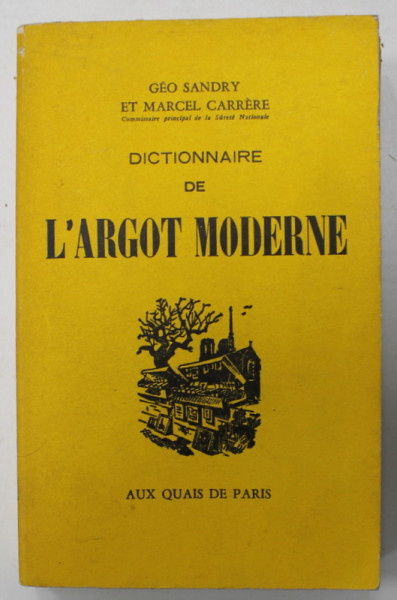 GÉO SANDRY
ET MARCEL CARRÈRE
Commissaire principal de la Sûreté Nationale
DICTIONNAIRE
DE
L'ARGOT MODERNE
AUX QUAIS DE PARIS